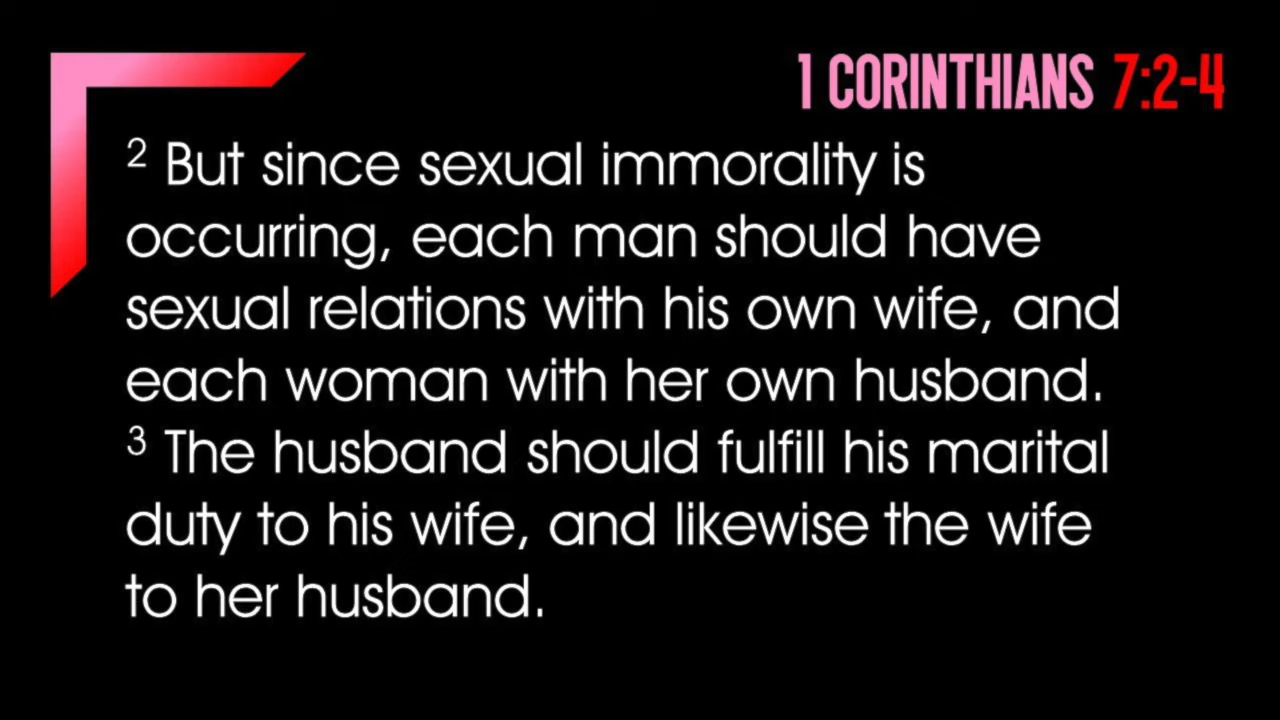 1 CORINTHIANS 7:2-4
2 But since sexual immorality is
occurring, each man should have
sexual relations with his own wife, and
each woman with her own husband.
3 The husband should fulfill his marital
duty to his wife, and likewise the wife
to her husband.